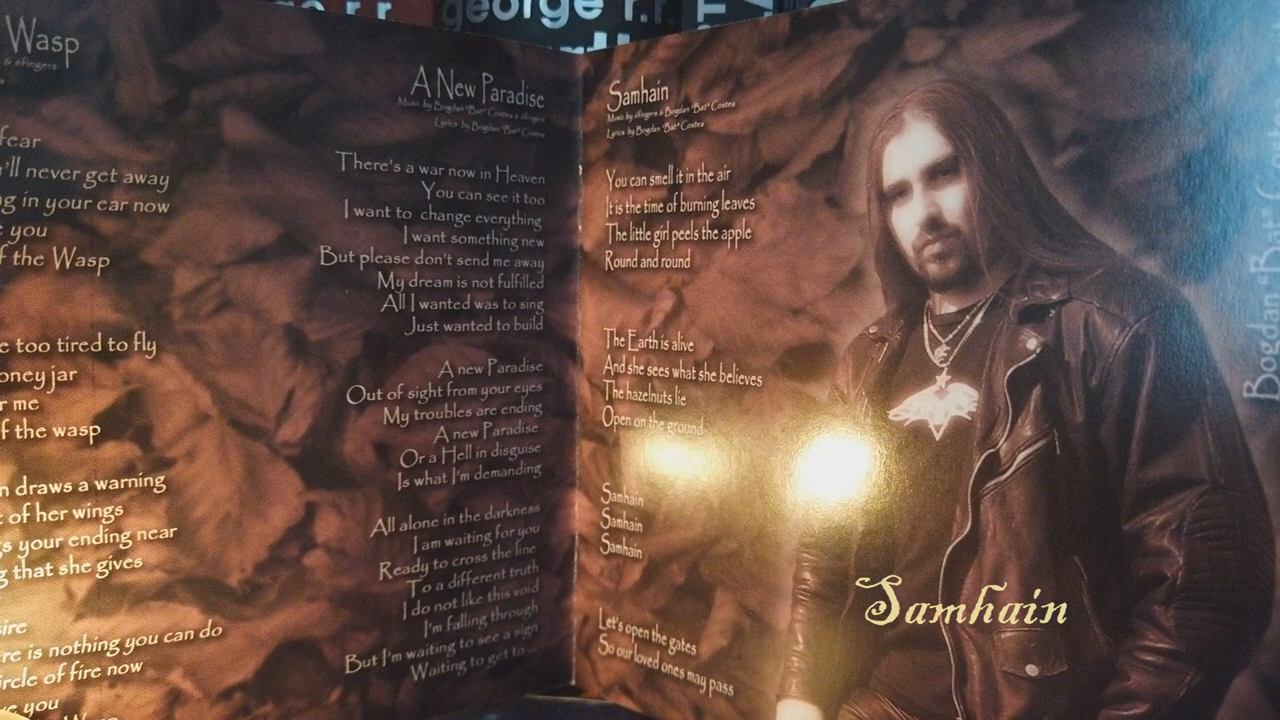 george r.r.
Wasp
& 6fingers
fear
'll never get away
g in your ear now
you
f the Wasp
e too tired to fly
oney jar
r me
f the wasp
n draws a warning
of her wings
s your ending near
g that she gives
sire
re is nothing you can do
ircle of fire now
ve you
Wasp
A New Paradise
Music by Bogdan "Bat" Costea & 6fingers
Lyrics by Bogdan "Bat" Costea
There's a war now in Heaven
You can see it too
I want to change everything
I want something new
But please don't send me away
My dream is not fulfilled
All I wanted was to sing
Just wanted to build
A new Paradise
Out of sight from your eyes
My troubles are ending
A new Paradise
Or a Hell in disguise
Is what I'm demanding
All alone in the darkness
I am waiting for you
Ready to cross the line
To a different truth
I do not like this void
I'm falling through
But I'm waiting to see a sign
Waiting to get to...
Samhain
Music by 6fingers & Bogdan "Bat" Costea
Lyrics by Bogdan "Bat" Costea
You can smell it in the air
It is the time of burning leaves
The little girl peels the apple
Round and round
The Earth is alive
And she sees what she believes
The hazelnuts lie
Open on the ground
Samhain
Samhain
Samhain
Let's open the gates
So our loved ones may pass
Samhain
Bogdan "Bat" Costea